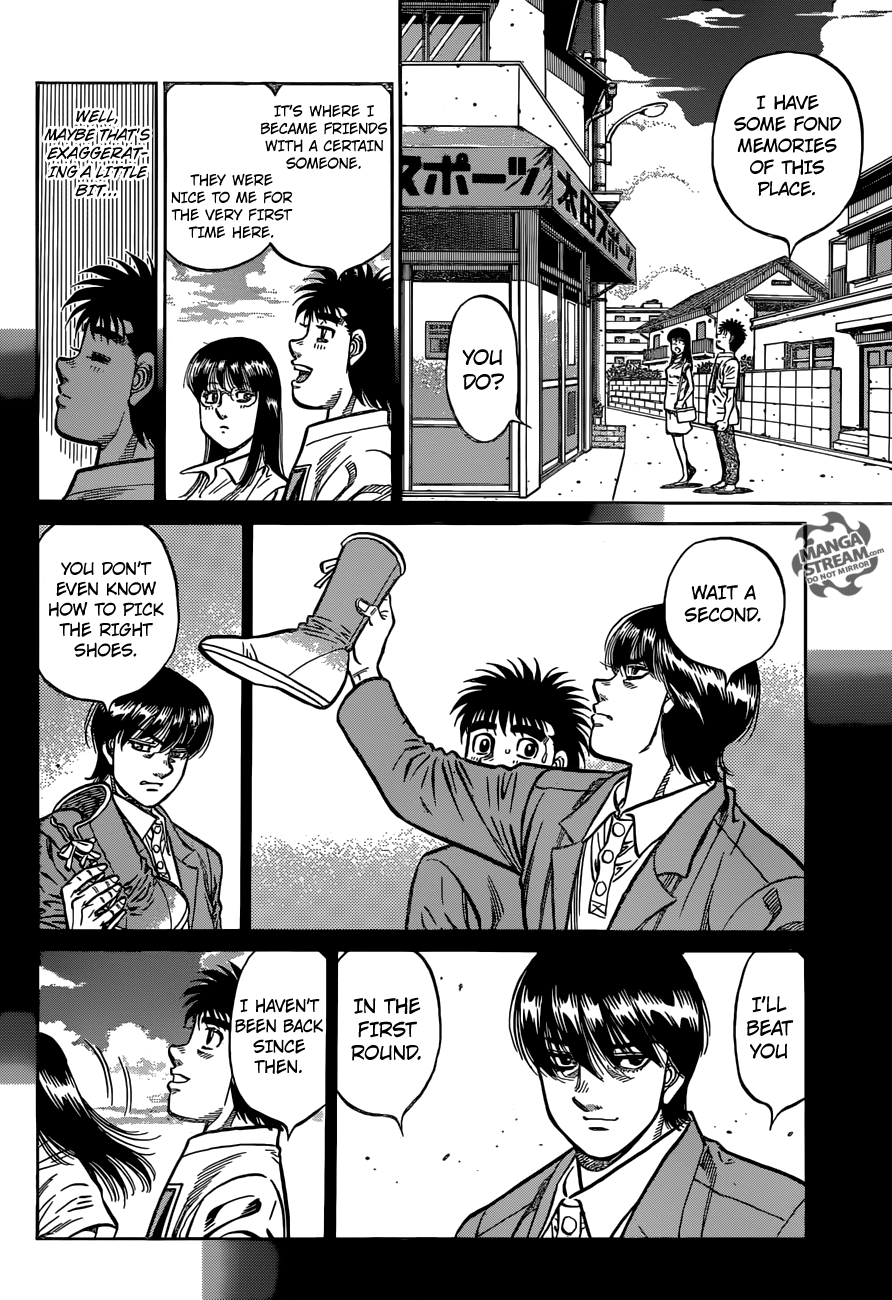 I HAVE
SOME FOND
MEMORIES
OF THIS
PLACE.
スポーツ
太田スポーツ
YOU
DO?
IT'S WHERE I
BECAME FRIENDS
WITH A CERTAIN
SOMEONE.
THEY WERE
NICE TO ME FOR
THE VERY FIRST
TIME HERE.
WELL,
MAYBE THAT'S
EXAGGERAT-
ING A LITTLE
BIT...
MANGA
STREAM.com
DO NOT MIRROR
WAIT A
SECOND.
YOU DON'T
EVEN KNOW
HOW TO PICK
THE RIGHT
SHOES.
I'LL
BEAT
YOU
IN THE
FIRST
ROUND.
I HAVEN'T
BEEN BACK
SINCE
THEN.